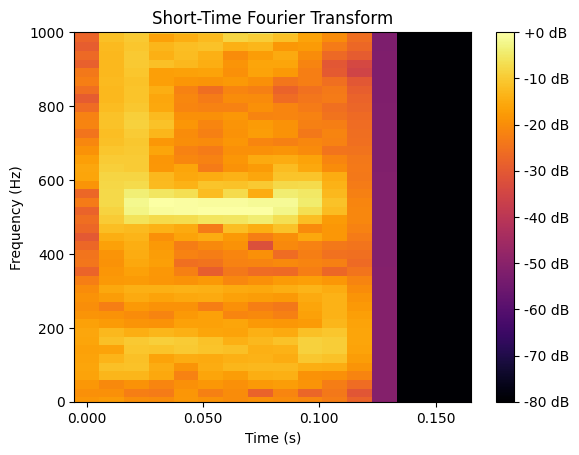 Short-Time Fourier Transform
1000
800
600
400
200
0
Frequency (Hz)
0.000
0.050
0.100
0.150
Time (s)
+0 dB
-10 dB
-20 dB
-30 dB
-40 dB
-50 dB
-60 dB
-70 dB
-80 dB